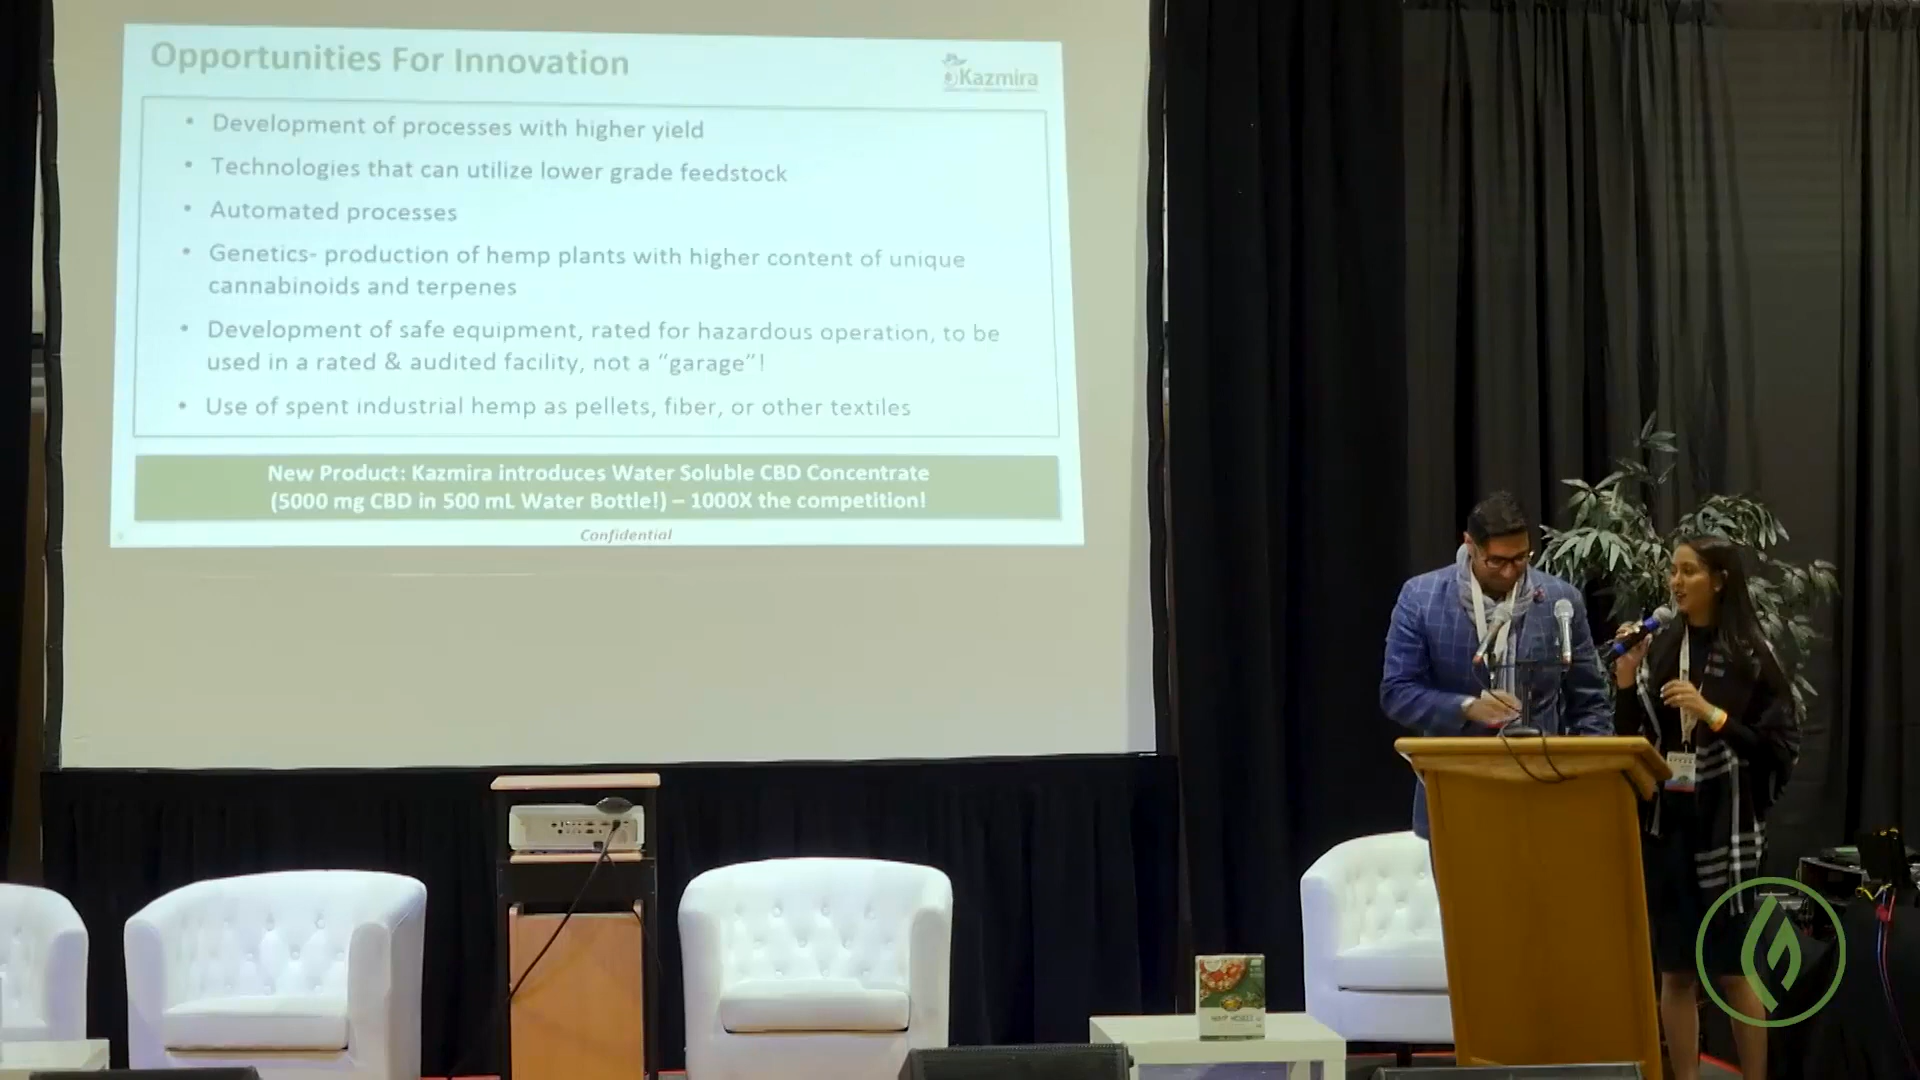 Opportunities For Innovation
Kazmira
• Development of processes with higher yield
• Technologies that can utilize lower grade feedstock
• Automated processes
• Genetics- production of hemp plants with higher content of unique
cannabinoids and terpenes
• Development of safe equipment, rated for hazardous operation, to be
used in a rated & audited facility, not a “garage”!
• Use of spent industrial hemp as pellets, fiber, or other textiles
New Product: Kazmira introduces Water Soluble CBD Concentrate
(5000 mg CBD in 500 mL Water Bottle!) – 1000X the competition!
Confidential